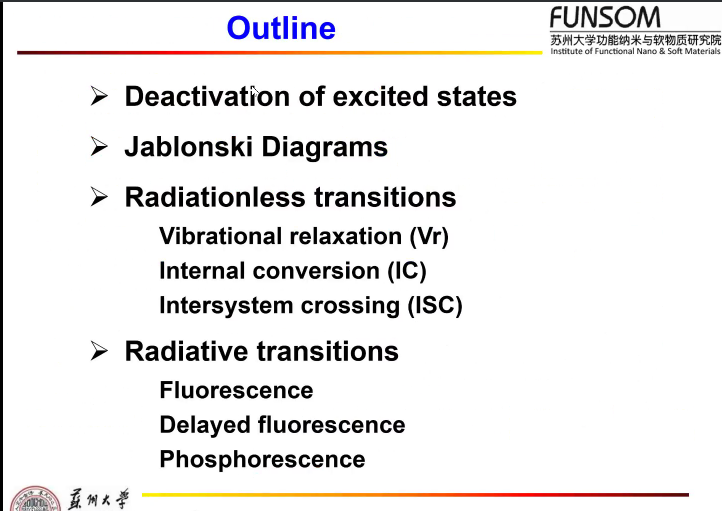 Outline
FUNSOM
苏州大学功能纳米与软物质研究院
Institute of Functional Nano & Soft Materials
Deactivation of excited states
Jablonski Diagrams
Radiationless transitions
Vibrational relaxation (Vr)
Internal conversion (IC)
Intersystem crossing (ISC)
Radiative transitions
Fluorescence
Delayed fluorescence
Phosphorescence
蘇州大學